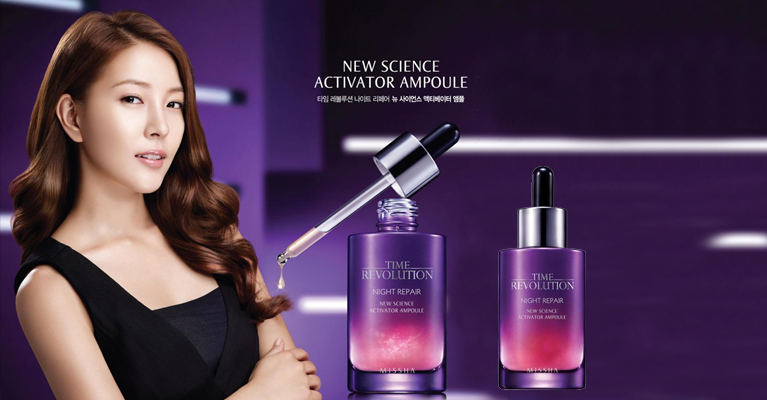 NEW SCIENCE
ACTIVATOR AMPOULE
타임 레볼루션 나이트 리페어 뉴 사이언스 액티베이터 앰플
TIME
REVOLUTION
NIGHT REPAIR
NEW SCIENCE
ACTIVATOR AMPOULE
MISSHA
TIME
REVOLUTION
NIGHT REPAIR
NEW SCIENCE
ACTIVATOR AMPOULE
MISSHA